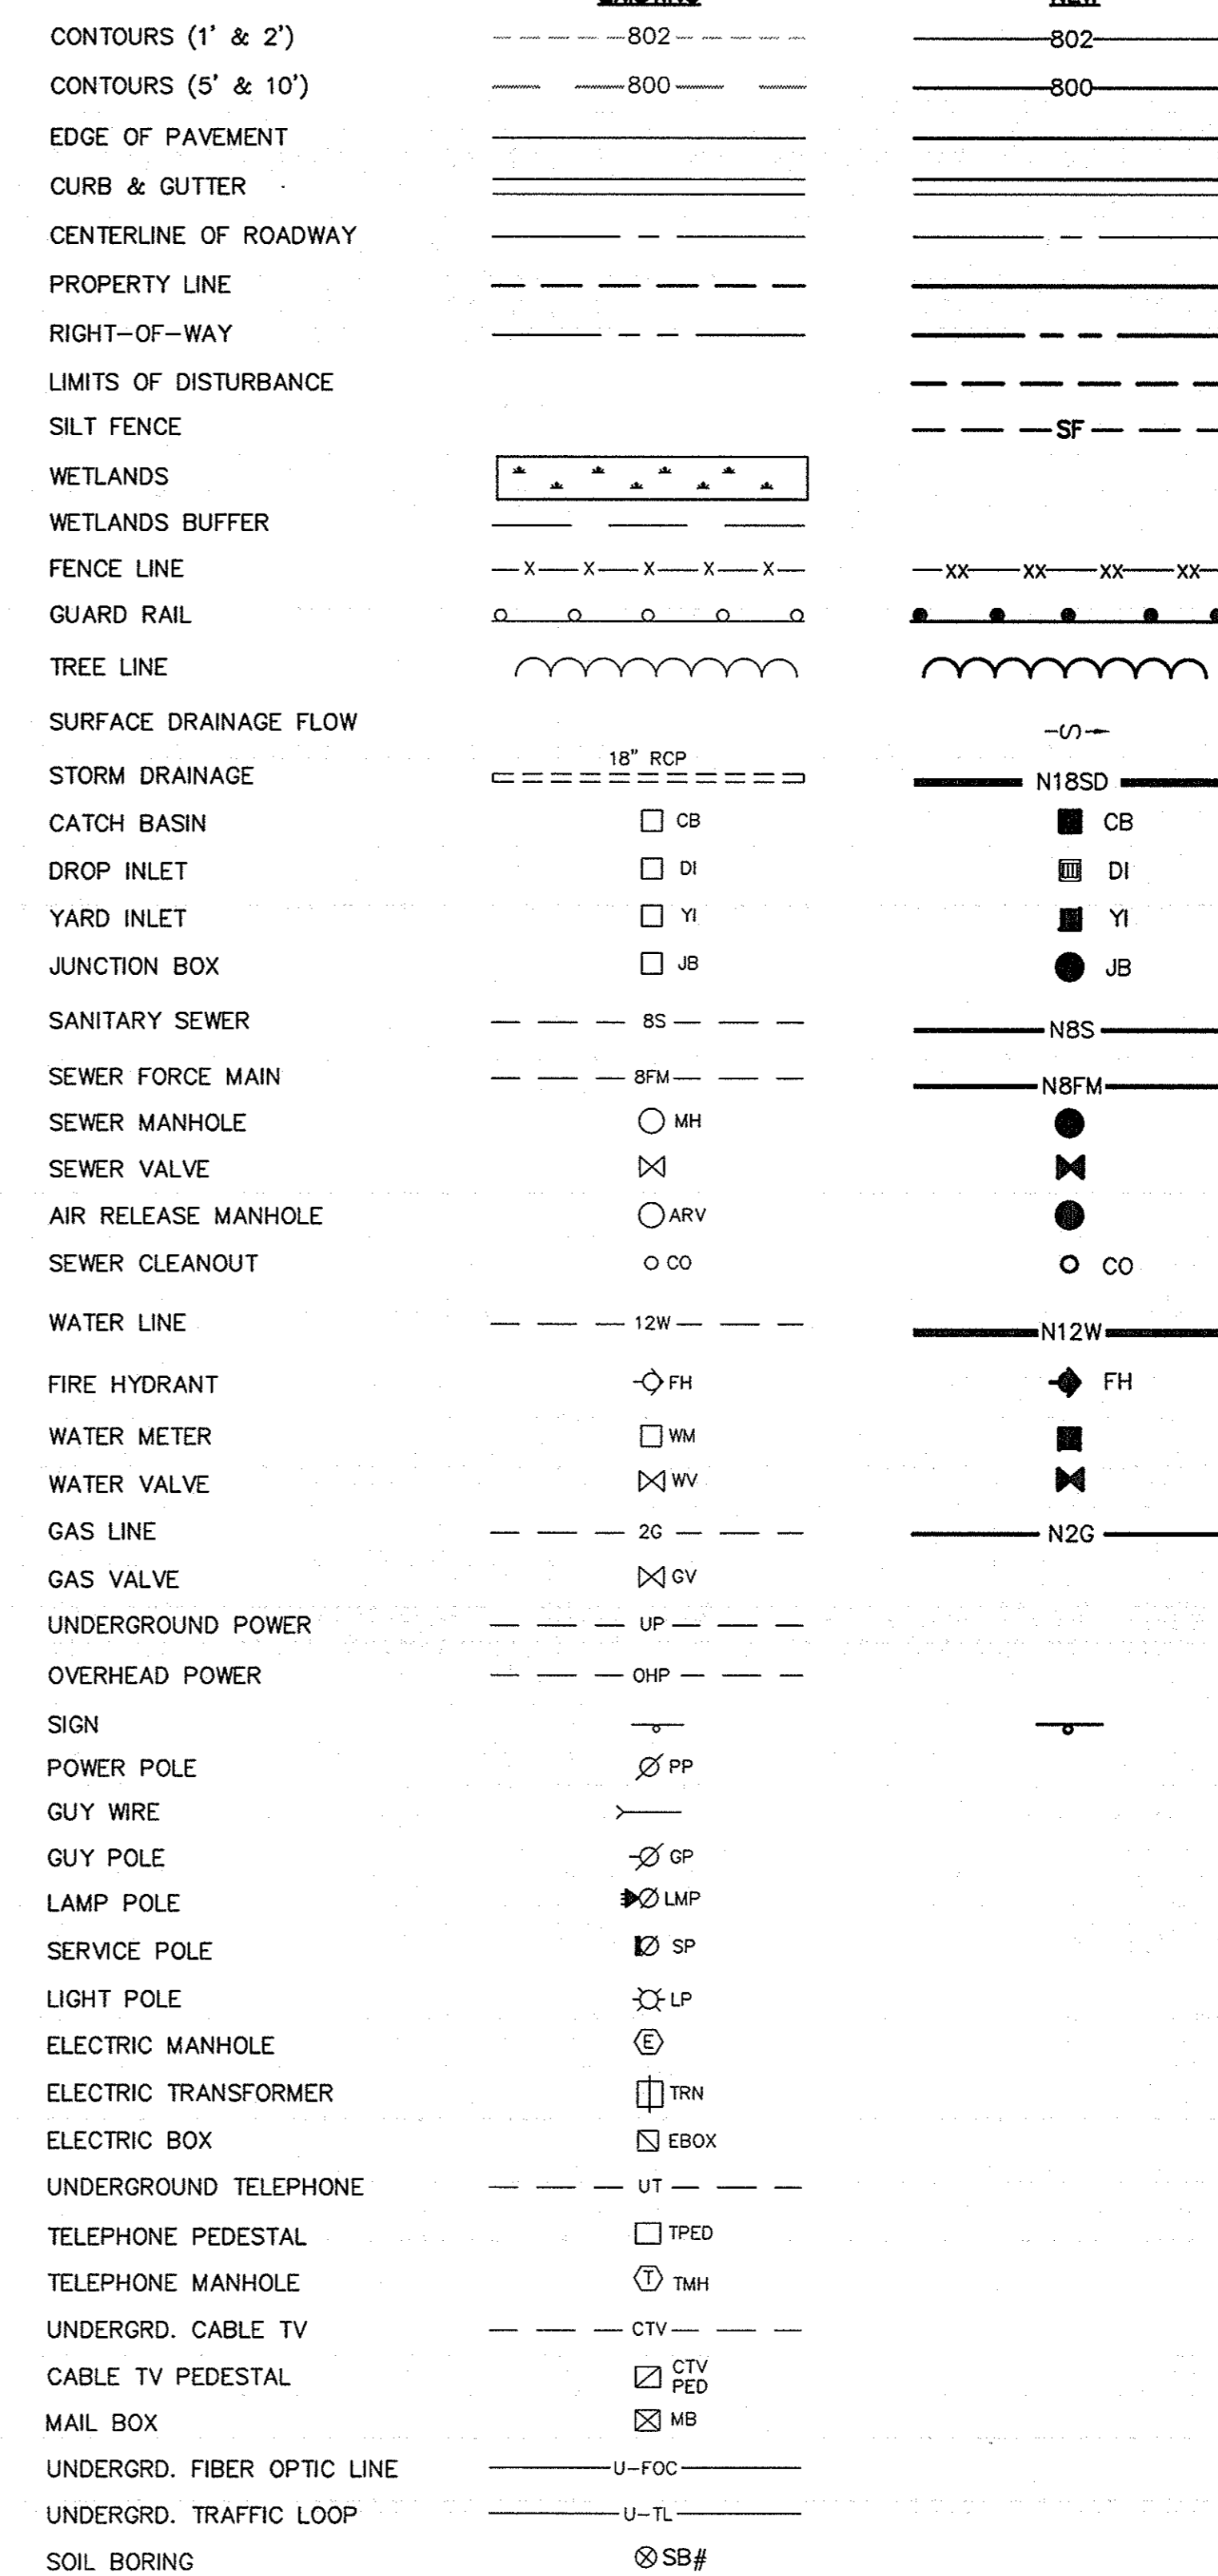 EXISTING NEW
CONTOURS (1' & 2') 802 802
CONTOURS (5' & 10') 800 800
EDGE OF PAVEMENT
CURB & GUTTER
CENTERLINE OF ROADWAY
PROPERTY LINE
RIGHT-OF-WAY
LIMITS OF DISTURBANCE
SILT FENCE SF
WETLANDS
WETLANDS BUFFER
FENCE LINE X X X X X XX XX XX XX
GUARD RAIL
TREE LINE
SURFACE DRAINAGE FLOW S
STORM DRAINAGE 18" RCP N18SD
CATCH BASIN CB CB
DROP INLET DI DI
YARD INLET YI YI
JUNCTION BOX JB JB
SANITARY SEWER 8S N8S
SEWER FORCE MAIN 8FM N8FM
SEWER MANHOLE MH
SEWER VALVE
AIR RELEASE MANHOLE ARV
SEWER CLEANOUT CO CO
WATER LINE 12W N12W
FIRE HYDRANT FH FH
WATER METER WM
WATER VALVE WV
GAS LINE 2G N2G
GAS VALVE GV
UNDERGROUND POWER UP
OVERHEAD POWER OHP
SIGN
POWER POLE PP
GUY WIRE
GUY POLE GP
LAMP POLE LMP
SERVICE POLE SP
LIGHT POLE LP
ELECTRIC MANHOLE E
ELECTRIC TRANSFORMER TRN
ELECTRIC BOX EBOX
UNDERGROUND TELEPHONE UT
TELEPHONE PEDESTAL TPED
TELEPHONE MANHOLE T TMH
UNDERGRD. CABLE TV CTV
CABLE TV PEDESTAL CTV PED
MAIL BOX MB
UNDERGRD. FIBER OPTIC LINE U-FOC
UNDERGRD. TRAFFIC LOOP U-TL
SOIL BORING SB#